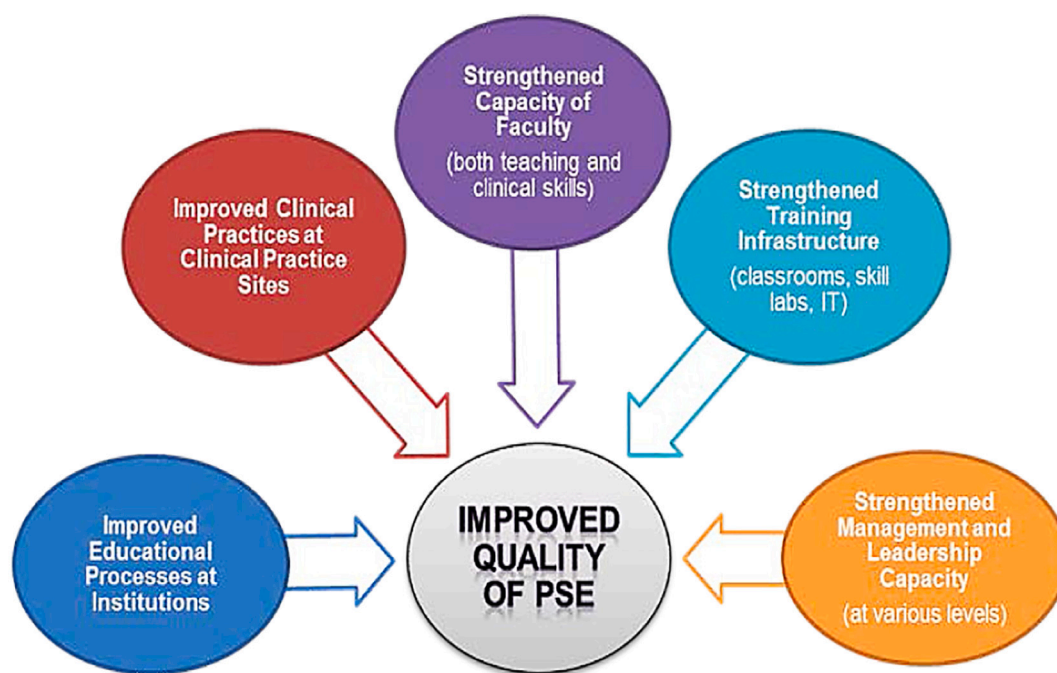 Strengthened
Capacity of
Faculty
(both teaching and
clinical skills)
Improved Clinical
Practices at
Clinical Practice
Sites
Strengthened
Training
Infrastructure
(classrooms, skill
labs, IT)
Improved
Educational
Processes at
Institutions
IMPROVED
QUALITY
OF PSE
Strengthened
Management and
Leadership
Capacity
(at various levels)